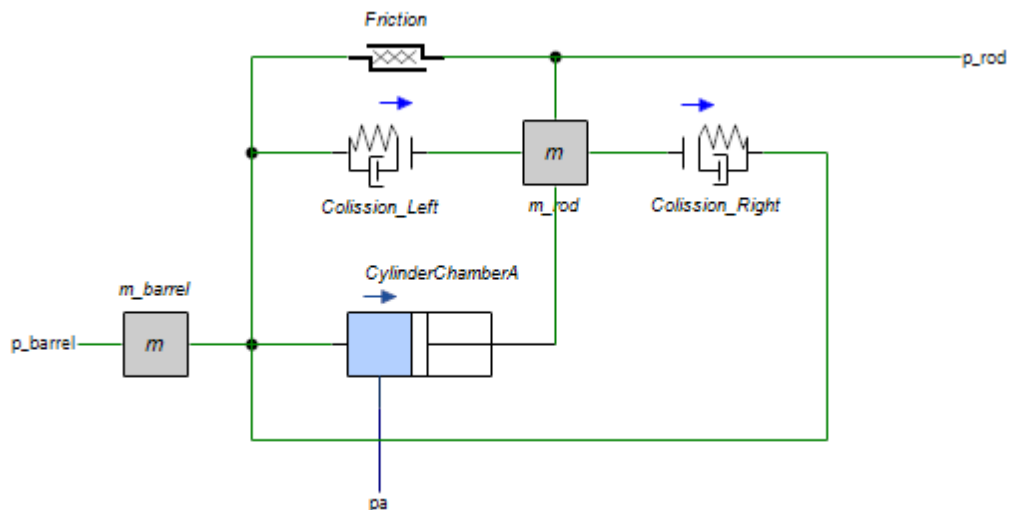 Friction
p_rod
m
Colission_Left
m_rod
Colission_Right
CylinderChamberA
m_barrel
p_barrel
m
pa